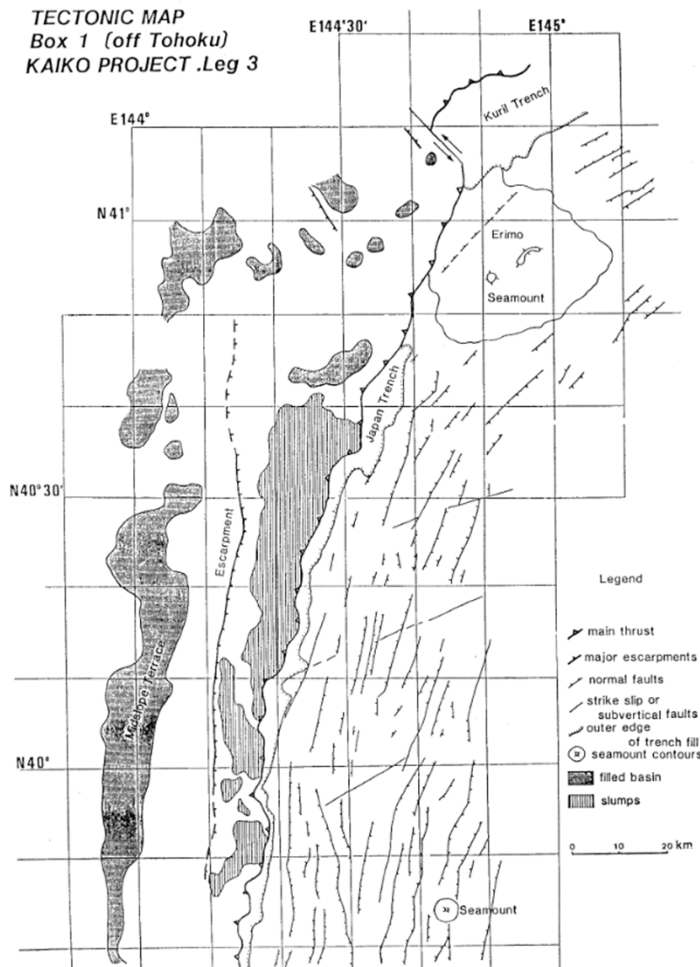 TECTONIC MAP
Box 1 (off Tohoku)
KAIKO PROJECT .Leg 3
E144°30'
E145°
E144°
Kuril Trench
N41°
Erimo
Seamount
Japan Trench
N40°30'
Escarpment
Midslope Terrace
N40°
Seamount
Legend
main thrust
major escarpments
normal faults
strike slip or
subvertical faults
outer edge
of trench fill
seamount contours
filled basin
slumps
0 10 20 km